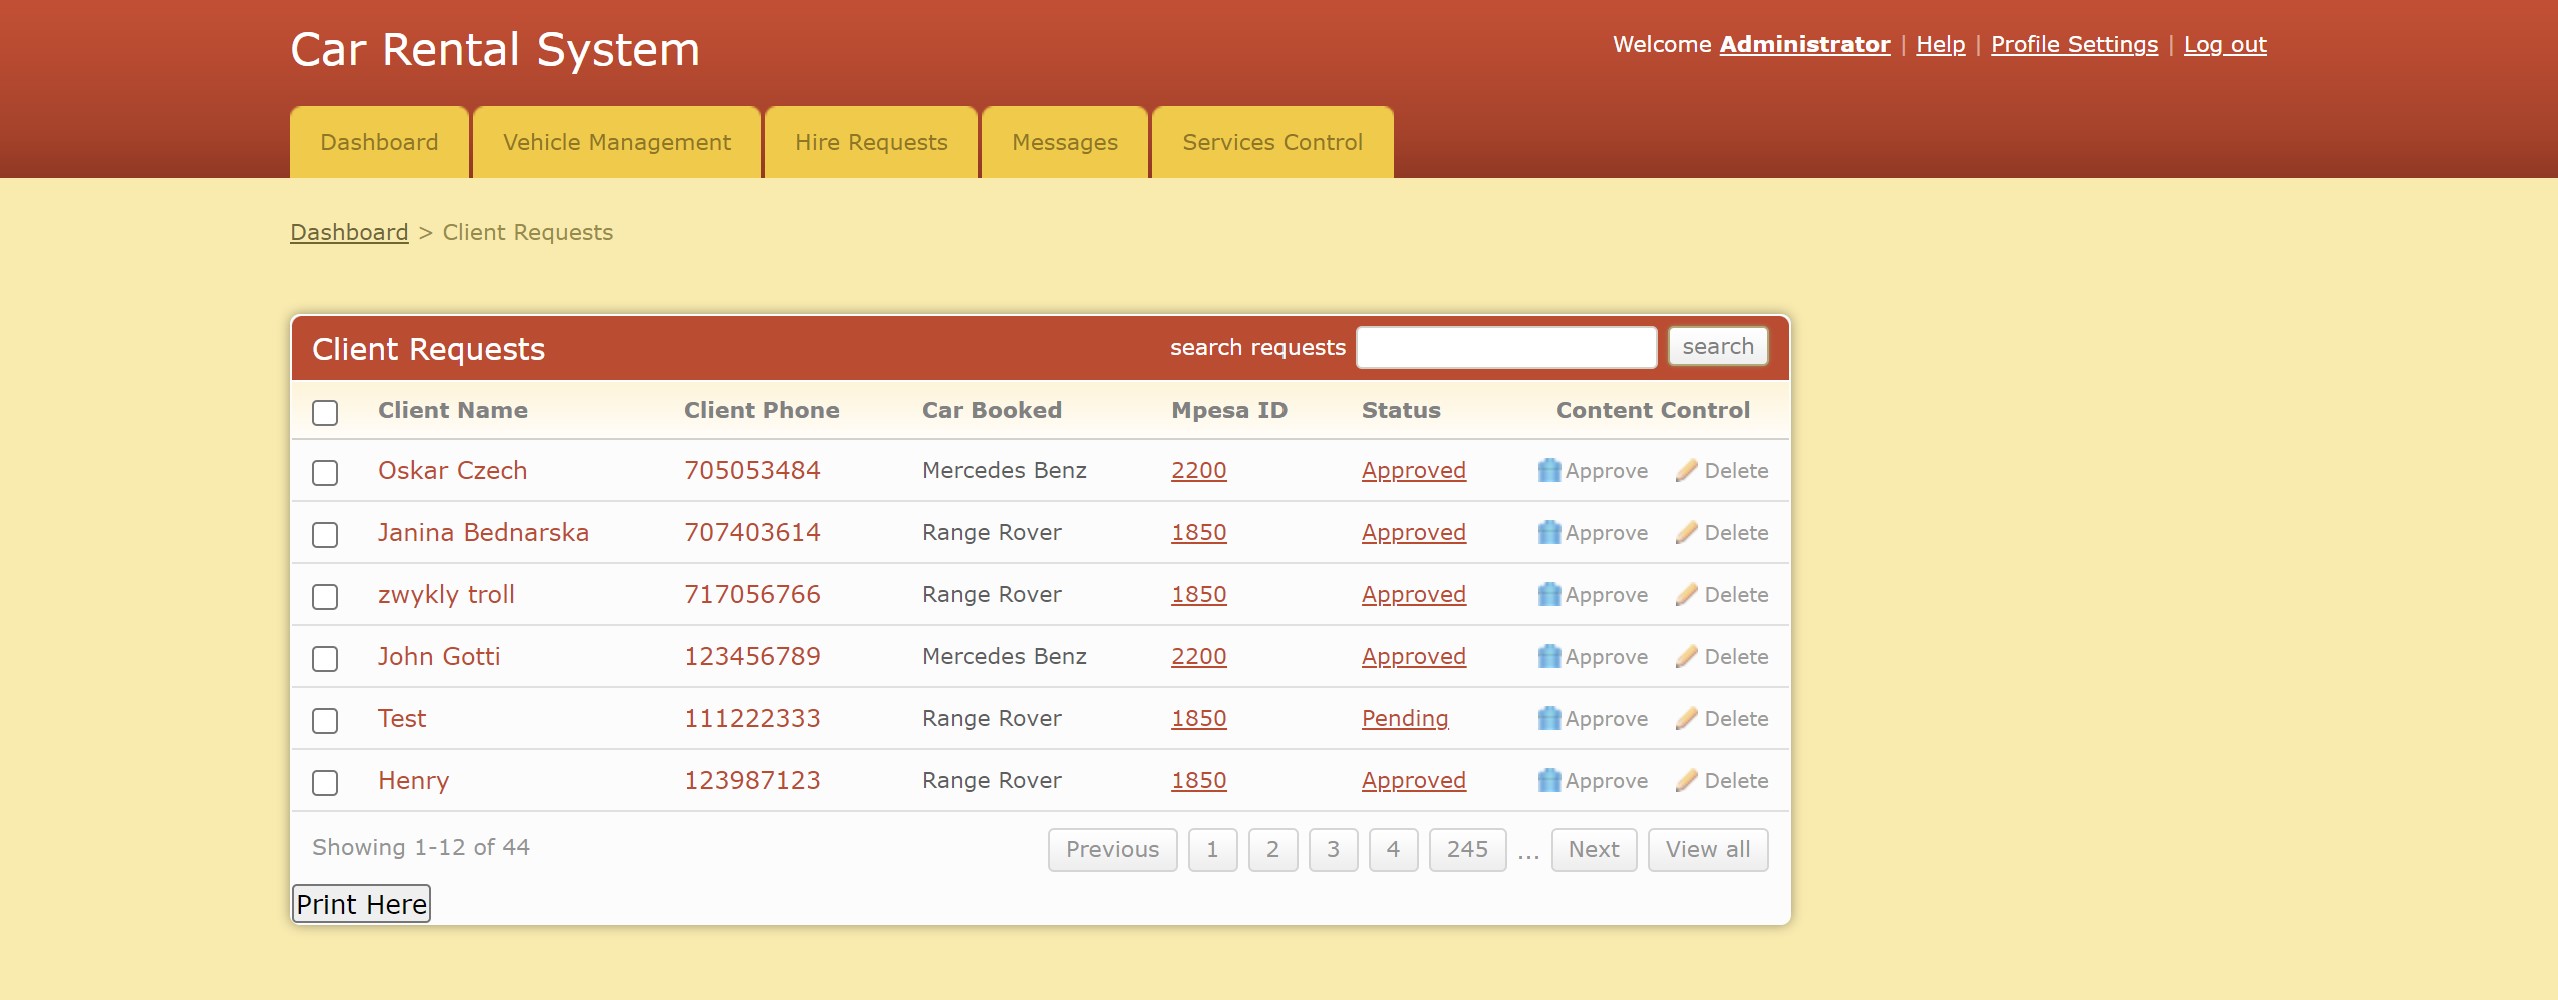 Car Rental System
Welcome Administrator | Help | Profile Settings | Log out
Dashboard Vehicle Management Hire Requests Messages Services Control
Dashboard > Client Requests
Client Requests search requests search
Client Name Client Phone Car Booked Mpesa ID Status Content Control
Oskar Czech 705053484 Mercedes Benz 2200 Approved Approve Delete
Janina Bednarska 707403614 Range Rover 1850 Approved Approve Delete
zwykly troll 717056766 Range Rover 1850 Approved Approve Delete
John Gotti 123456789 Mercedes Benz 2200 Approved Approve Delete
Test 111222333 Range Rover 1850 Pending Approve Delete
Henry 123987123 Range Rover 1850 Approved Approve Delete
Showing 1-12 of 44 Previous 1 2 3 4 245 ... Next View all
Print Here